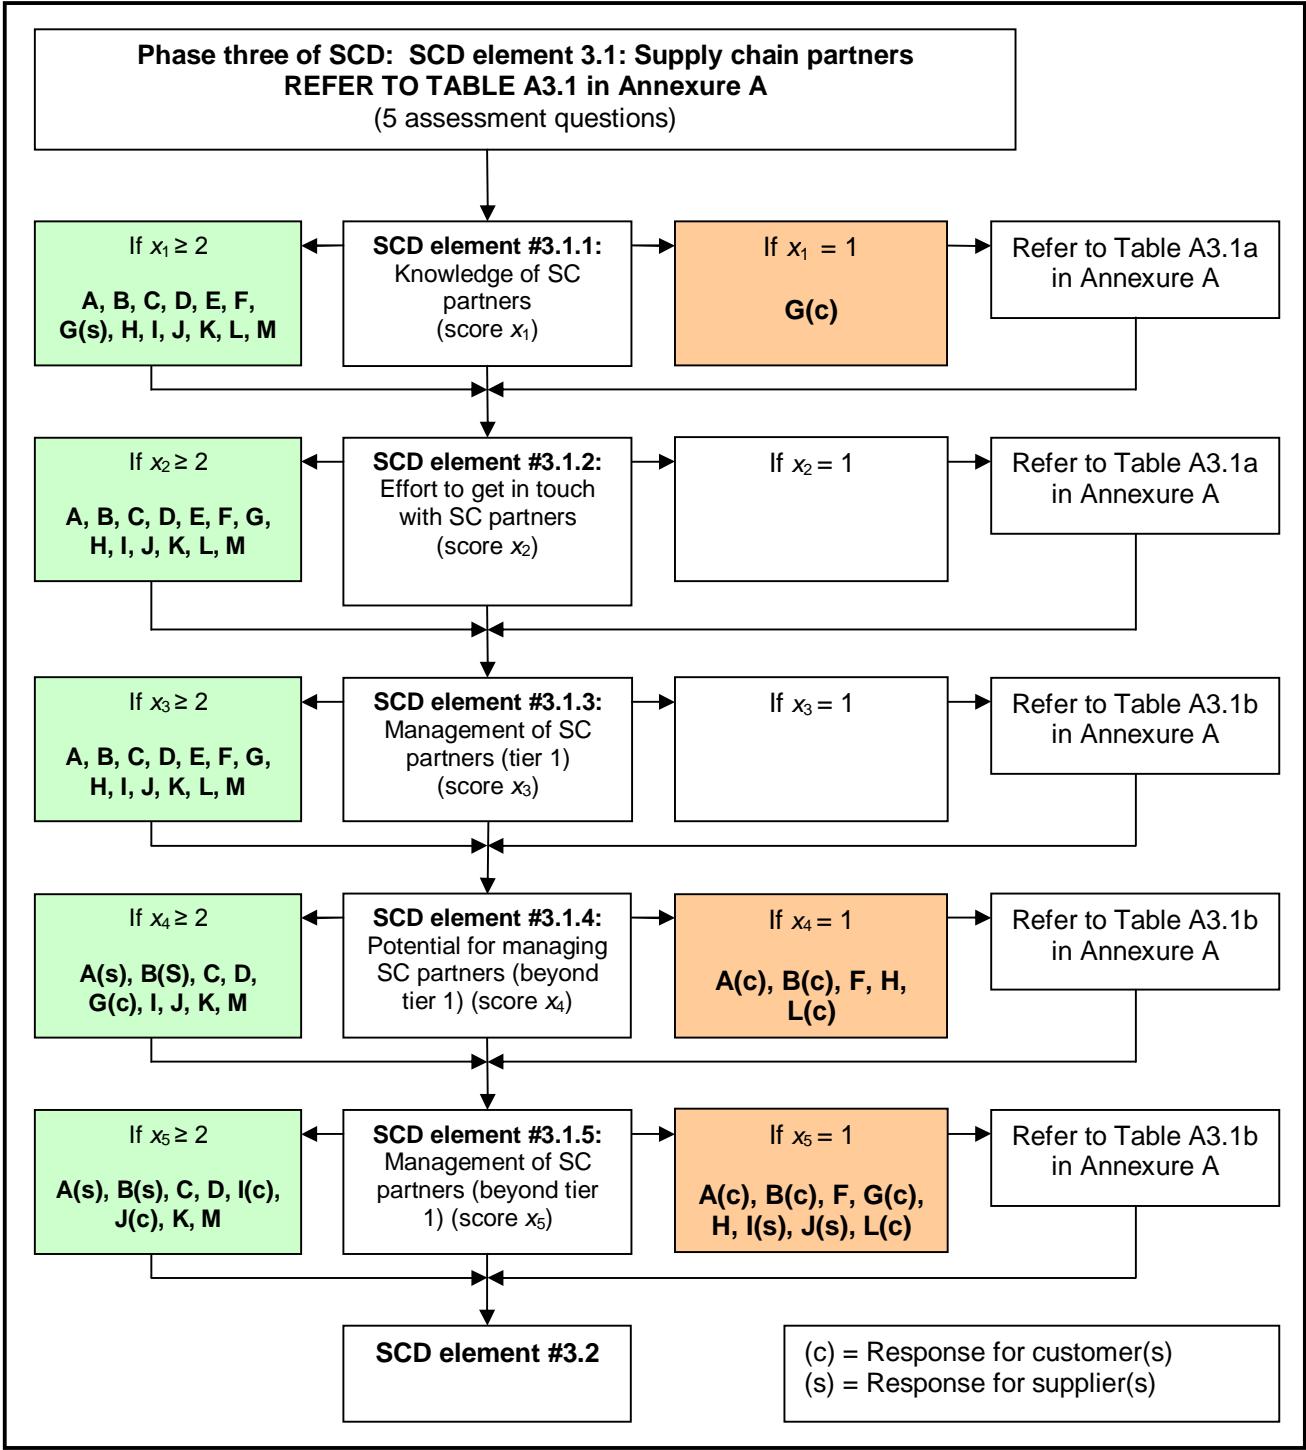 Phase three of SCD:  SCD element 3.1: Supply chain partners
REFER TO TABLE A3.1 in Annexure A
(5 assessment questions)
If x₁ ≥ 2
A, B, C, D, E, F,
G(s), H, I, J, K, L, M
SCD element #3.1.1:
Knowledge of SC
partners
(score x₁)
If x₁ = 1
G(c)
Refer to Table A3.1a
in Annexure A
If x₂ ≥ 2
A, B, C, D, E, F, G,
H, I, J, K, L, M
SCD element #3.1.2:
Effort to get in touch
with SC partners
(score x₂)
If x₂ = 1
Refer to Table A3.1a
in Annexure A
If x₃ ≥ 2
A, B, C, D, E, F, G,
H, I, J, K, L, M
SCD element #3.1.3:
Management of SC
partners (tier 1)
(score x₃)
If x₃ = 1
Refer to Table A3.1b
in Annexure A
If x₄ ≥ 2
A(s), B(S), C, D,
G(c), I, J, K, M
SCD element #3.1.4:
Potential for managing
SC partners (beyond
tier 1) (score x₄)
If x₄ = 1
A(c), B(c), F, H,
L(c)
Refer to Table A3.1b
in Annexure A
If x₅ ≥ 2
A(s), B(s), C, D, I(c),
J(c), K, M
SCD element #3.1.5:
Management of SC
partners (beyond tier
1) (score x₅)
If x₅ = 1
A(c), B(c), F, G(c),
H, I(s), J(s), L(c)
Refer to Table A3.1b
in Annexure A
SCD element #3.2
(c) = Response for customer(s)
(s) = Response for supplier(s)